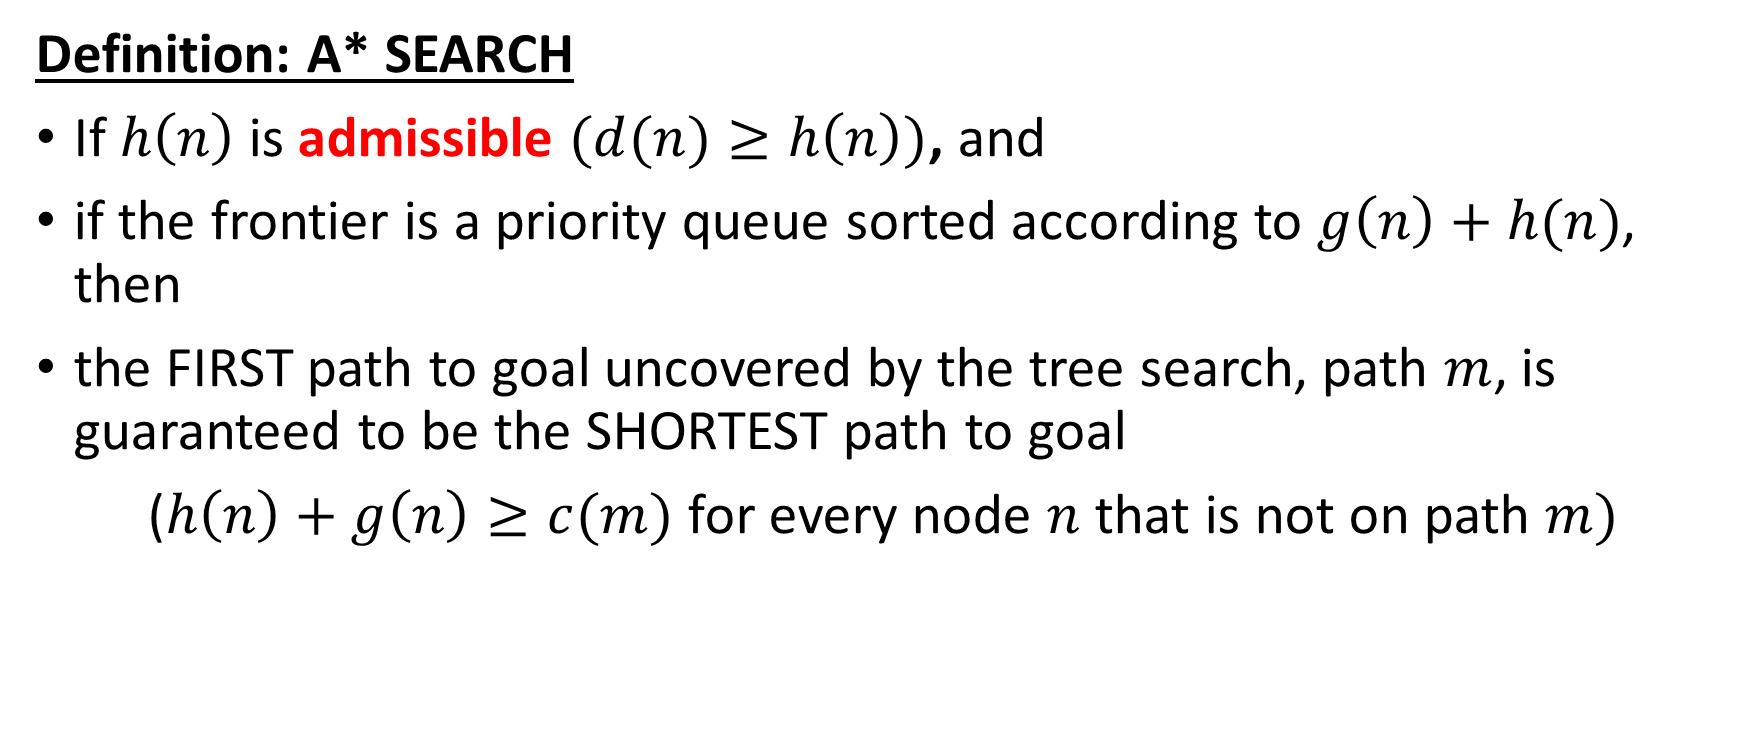 Definition: A* SEARCH
• If h(n) is admissible (d(n) ≥ h(n)), and
• if the frontier is a priority queue sorted according to g(n) + h(n),
then
• the FIRST path to goal uncovered by the tree search, path m, is
guaranteed to be the SHORTEST path to goal
(h(n) + g(n) ≥ c(m) for every node n that is not on path m)